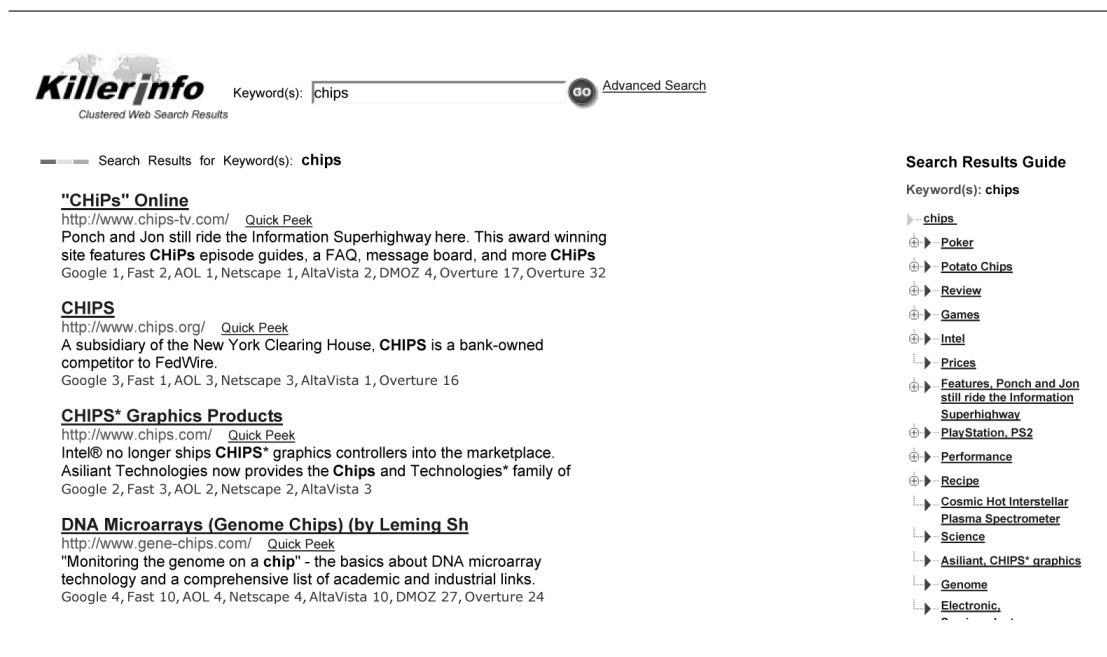 Killerinfo
Clustered Web Search Results
Keyword(s): chips GO Advanced Search
Search Results for Keyword(s): chips
"CHiPs" Online
http://www.chips-tv.com/ Quick Peek
Ponch and Jon still ride the Information Superhighway here. This award winning
site features CHiPs episode guides, a FAQ, message board, and more CHiPs
Google 1, Fast 2, AOL 1, Netscape 1, AltaVista 2, DMOZ 4, Overture 17, Overture 32
CHIPS
http://www.chips.org/ Quick Peek
A subsidiary of the New York Clearing House, CHIPS is a bank-owned
competitor to FedWire.
Google 3, Fast 1, AOL 3, Netscape 3, AltaVista 1, Overture 16
CHIPS* Graphics Products
http://www.chips.com/ Quick Peek
Intel® no longer ships CHIPS* graphics controllers into the marketplace.
Asiliant Technologies now provides the Chips and Technologies* family of
Google 2, Fast 3, AOL 2, Netscape 2, AltaVista 3
DNA Microarrays (Genome Chips) (by Leming Sh
http://www.gene-chips.com/ Quick Peek
"Monitoring the genome on a chip" - the basics about DNA microarray
technology and a comprehensive list of academic and industrial links.
Google 4, Fast 10, AOL 4, Netscape 4, AltaVista 10, DMOZ 27, Overture 24
Search Results Guide
Keyword(s): chips
chips
Poker
Potato Chips
Review
Games
Intel
Prices
Features, Ponch and Jon
still ride the Information
Superhighway
PlayStation, PS2
Performance
Recipe
Cosmic Hot Interstellar
Plasma Spectrometer
Science
Asiliant, CHIPS* graphics
Genome
Electronic,